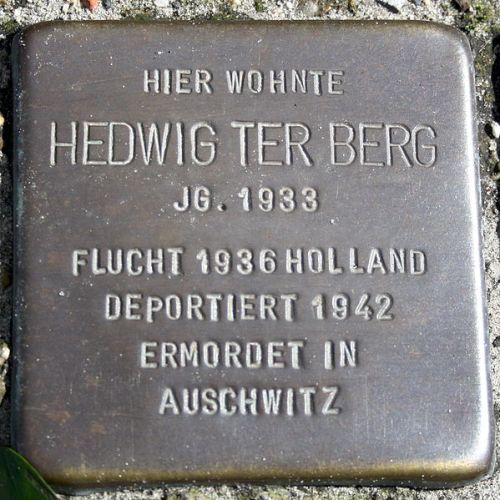 HIER WOHNTE
HEDWIG TER BERG
JG. 1933
FLUCHT 1936 HOLLAND
DEPORTIERT 1942
ERMORDET IN
AUSCHWITZ